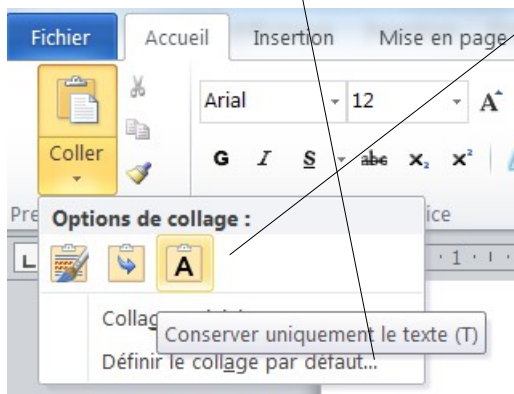 Fichier Accueil Insertion Mise en page
Arial 12 A
Coller G I S abc x₂ x² 
Pre ice
Options de collage :
L 1
A
Collag
Conserver uniquement le texte (T)
Définir le collage par défaut...